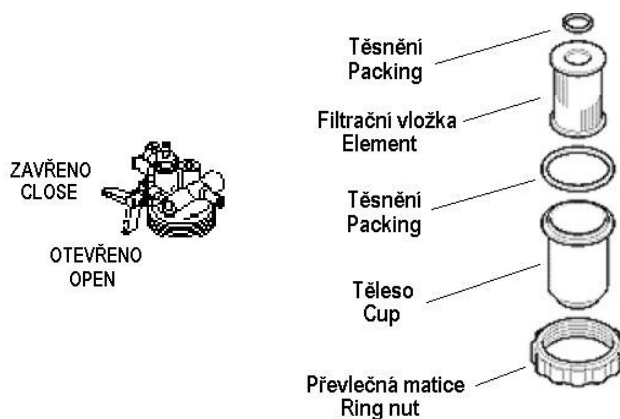 ZAVŘENO
CLOSE
OTEVŘENO
OPEN
Těsnění
Packing
Filtrační vložka
Element
Těsnění
Packing
Těleso
Cup
Převlečná matice
Ring nut